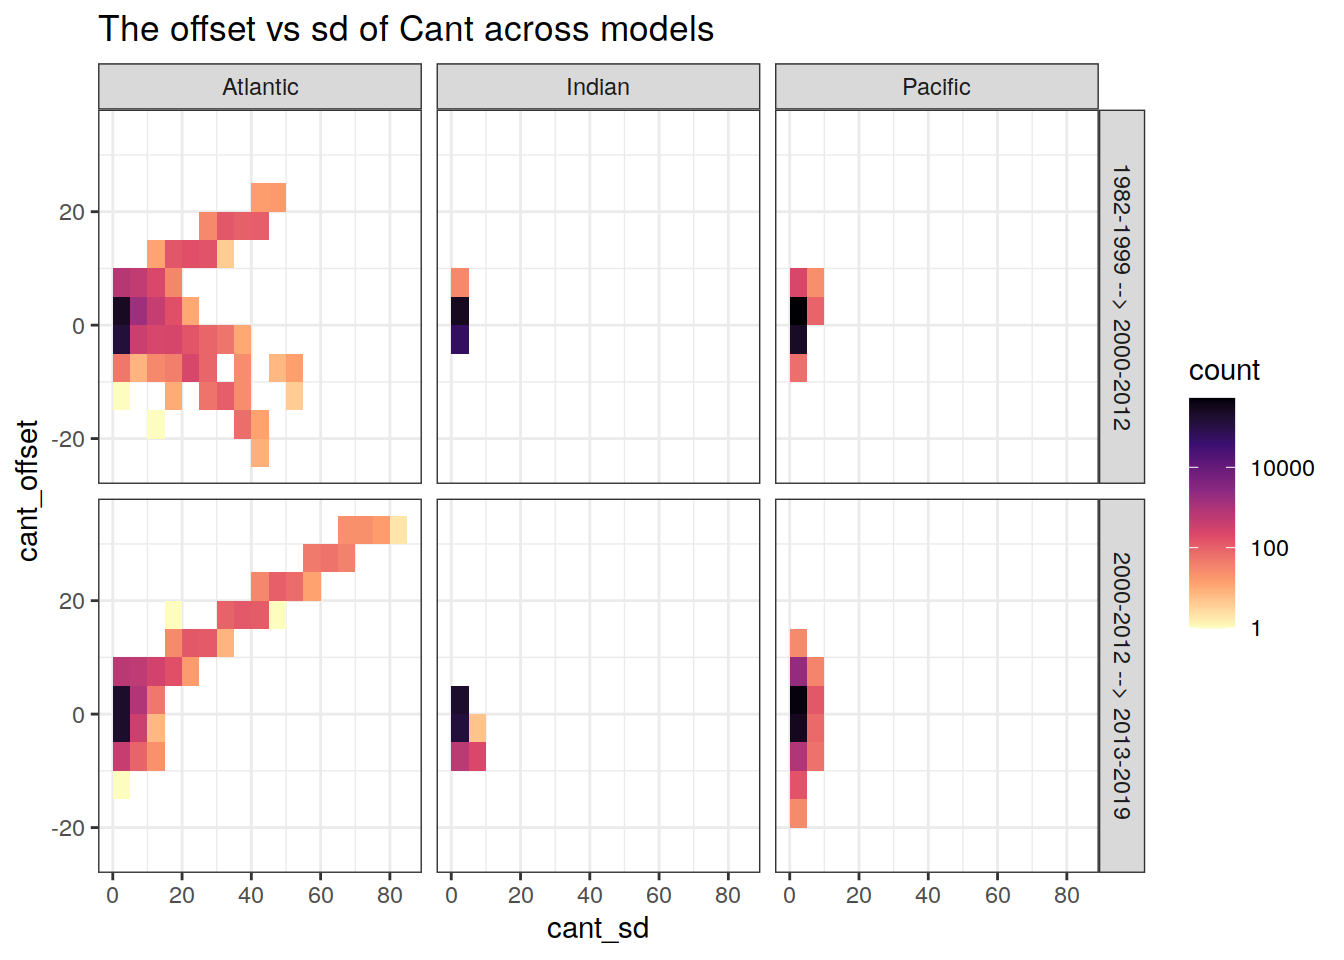 The offset vs sd of Cant across models
Atlantic
Indian
Pacific
20
0
-20
1982-1999 --> 2000-2012
20
0
-20
2000-2012 --> 2013-2019
cant_offset
0 20 40 60 80
0 20 40 60 80
0 20 40 60 80
cant_sd
count
10000
100
1